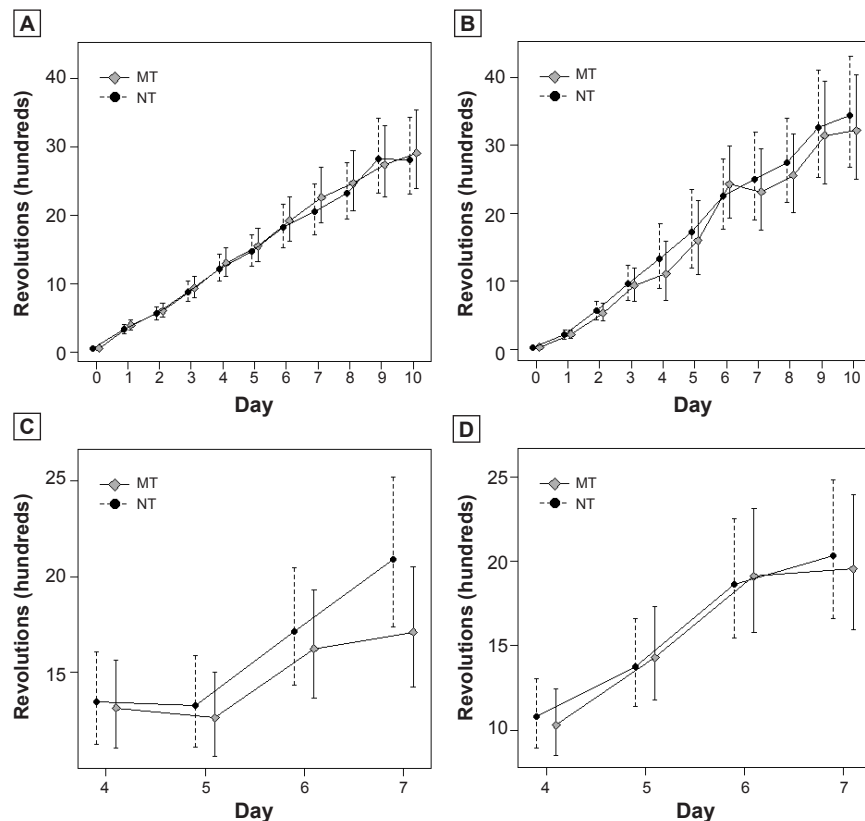 A
Revolutions (hundreds)
40
30
20
10
0
MT
NT
0 1 2 3 4 5 6 7 8 9 10
Day
B
Revolutions (hundreds)
40
30
20
10
0
MT
NT
0 1 2 3 4 5 6 7 8 9 10
Day
C
Revolutions (hundreds)
25
20
15
MT
NT
4 5 6 7
Day
D
Revolutions (hundreds)
25
20
15
10
MT
NT
4 5 6 7
Day